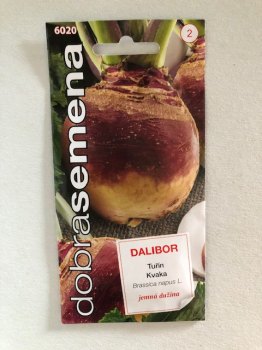 6020
2
dobrasemena
DALIBOR
Tuřín
Kvaka
Brassica napus L.
jemná dužina